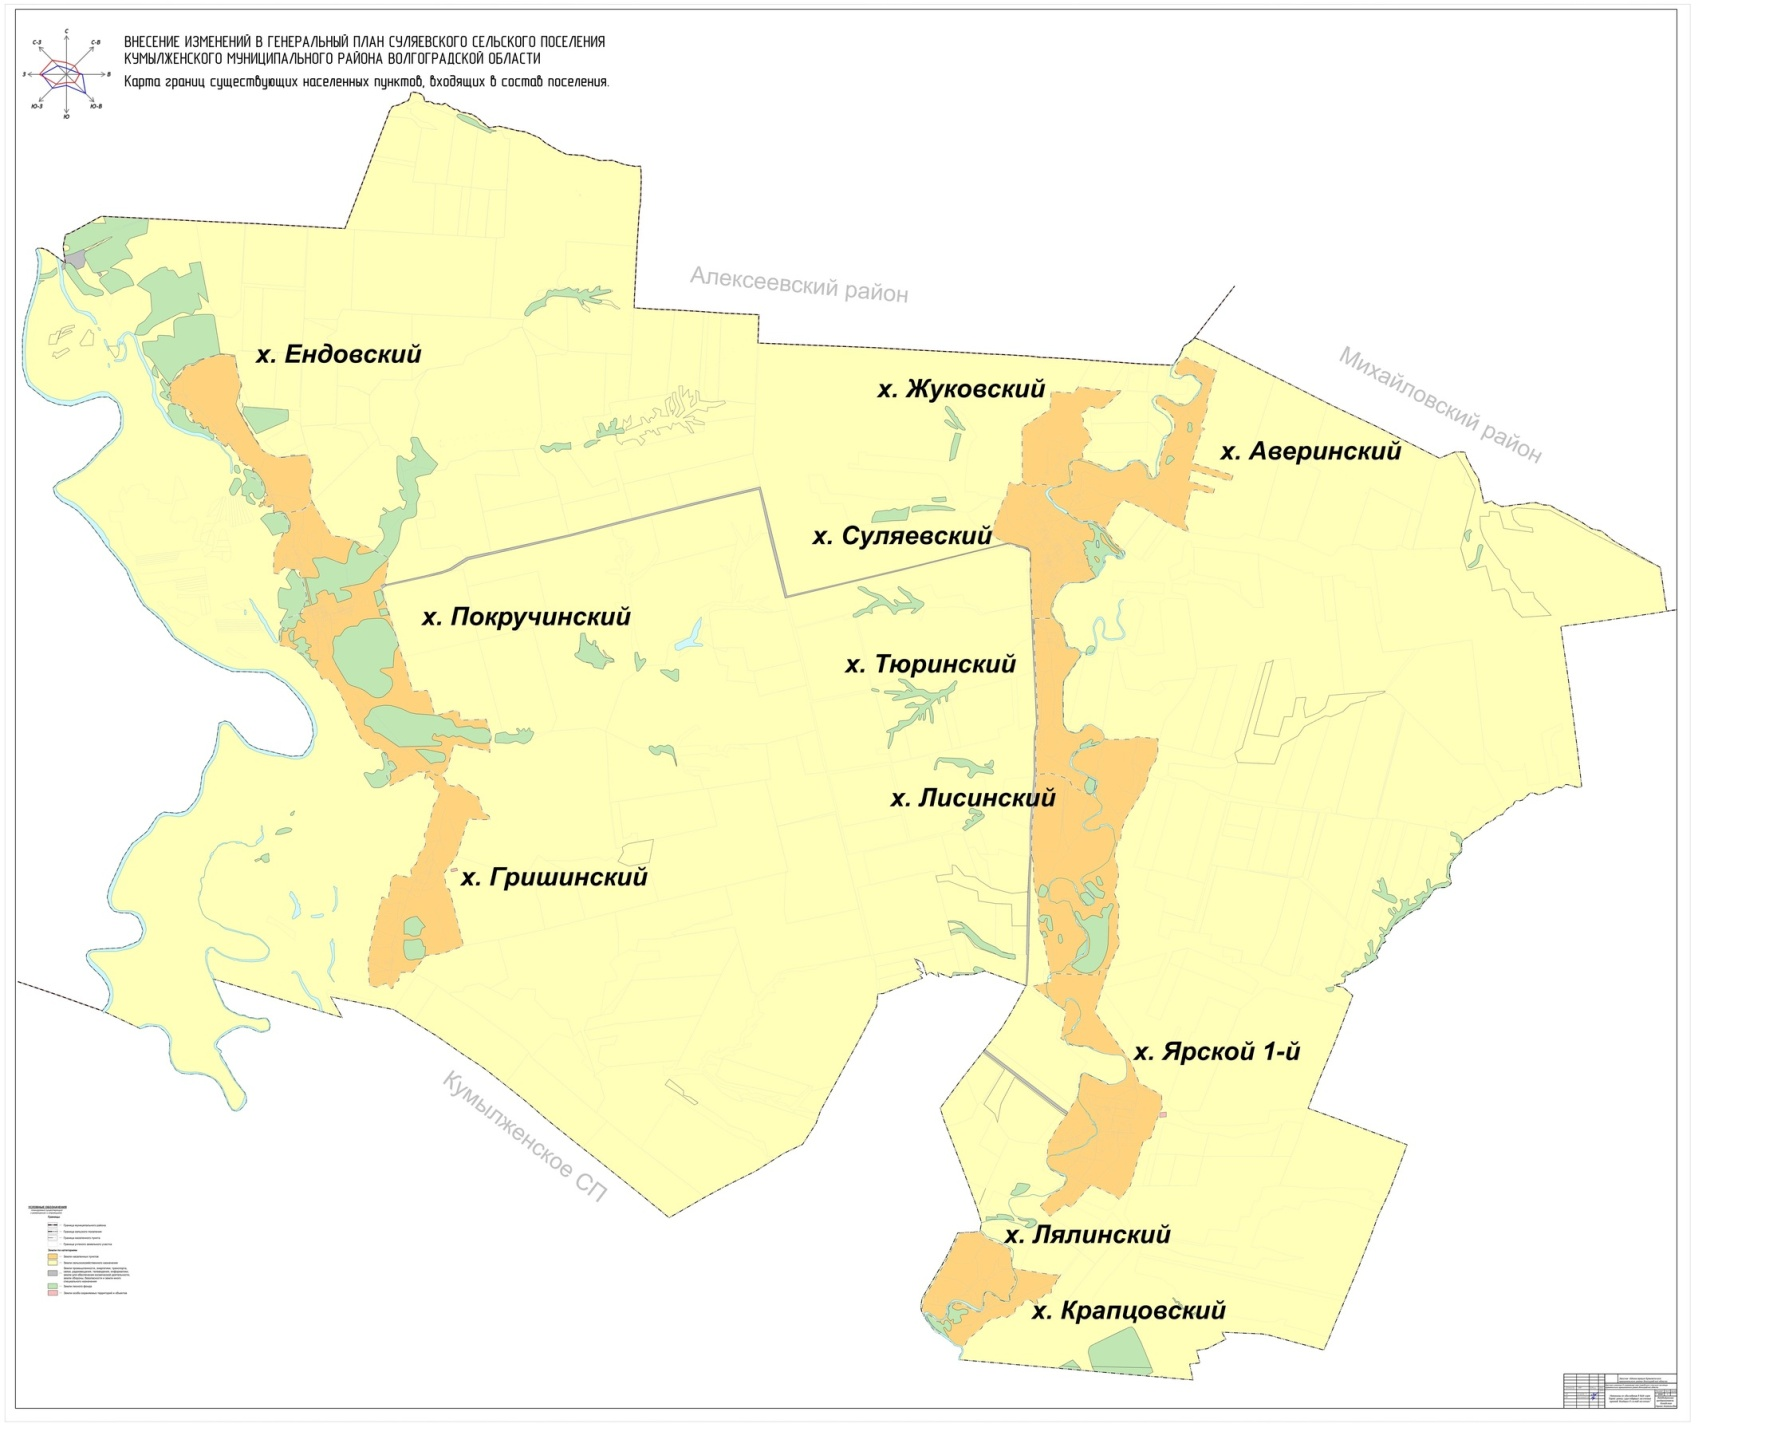 ВНЕСЕНИЕ ИЗМЕНЕНИЙ В ГЕНЕРАЛЬНЫЙ ПЛАН СУЛЯЕВСКОГО СЕЛЬСКОГО ПОСЕЛЕНИЯ
КУМЫЛЖЕНСКОГО МУНИЦИПАЛЬНОГО РАЙОНА ВОЛГОГРАДСКОЙ ОБЛАСТИ
Карта границ существующих населенных пунктов, входящих в состав поселения.
С
С-З
С-В
З
В
Ю-З
Ю-В
Ю
Алексеевский район
Михайловский район
х. Ендовский
х. Жуковский
х. Аверинский
х. Суляевский
х. Покручинский
х. Тюринский
х. Лисинский
х. Гришинский
х. Ярской 1-й
Кумылженское СП
х. Лялинский
х. Крапцовский
УСЛОВНЫЕ ОБОЗНАЧЕНИЯ